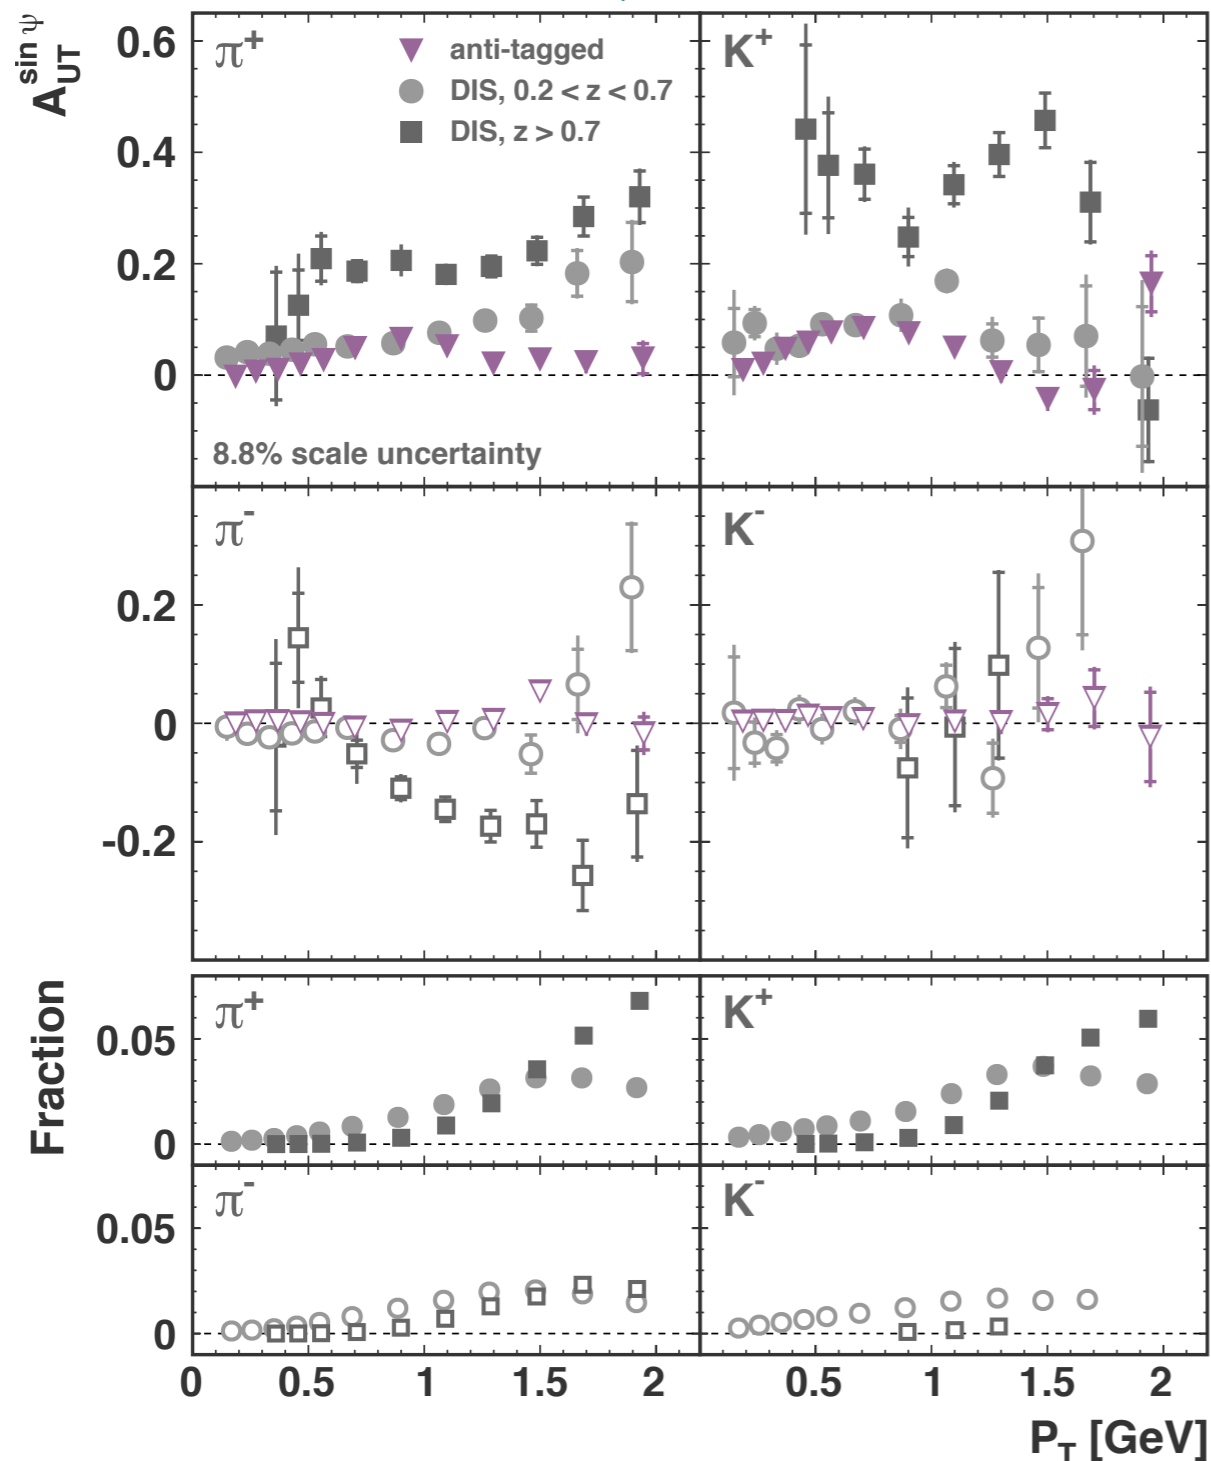 A_UT^sin ψ
0.6
0.4
0.2
0
π+
anti-tagged
DIS, 0.2 < z < 0.7
DIS, z > 0.7
8.8% scale uncertainty
K+
0.2
0
-0.2
π-
K-
Fraction
0.05
0
π+
K+
0.05
0
π-
K-
0 0.5 1 1.5 2 0.5 1 1.5 2
P_T [GeV]